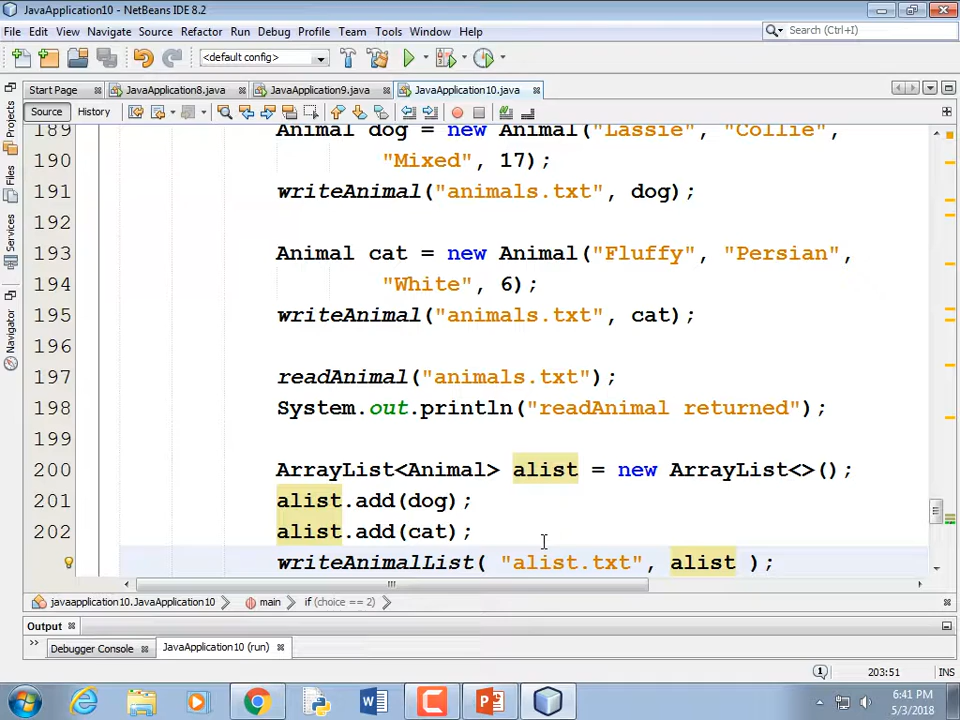 JavaApplication10 - NetBeans IDE 8.2
File Edit View Navigate Source Refactor Run Debug Profile Team Tools Window Help
Search (Ctrl+I)
<default config>
Start Page JavaApplication8.java JavaApplication9.java JavaApplication10.java
Source History
Projects
Files
Services
Navigator
189 Animal dog = new Animal("Lassie", "Collie",
190 "Mixed", 17);
191 writeAnimal("animals.txt", dog);
192
193 Animal cat = new Animal("Fluffy", "Persian",
194 "White", 6);
195 writeAnimal("animals.txt", cat);
196
197 readAnimal("animals.txt");
198 System.out.println("readAnimal returned");
199
200 ArrayList<Animal> alist = new ArrayList<>();
201 alist.add(dog);
202 alist.add(cat);
writeAnimalList( "alist.txt", alist );
javaapplication10.JavaApplication10 main if (choice == 2)
Output
Debugger Console JavaApplication10 (run)
1 203:51 INS
6:41 PM
5/3/2018